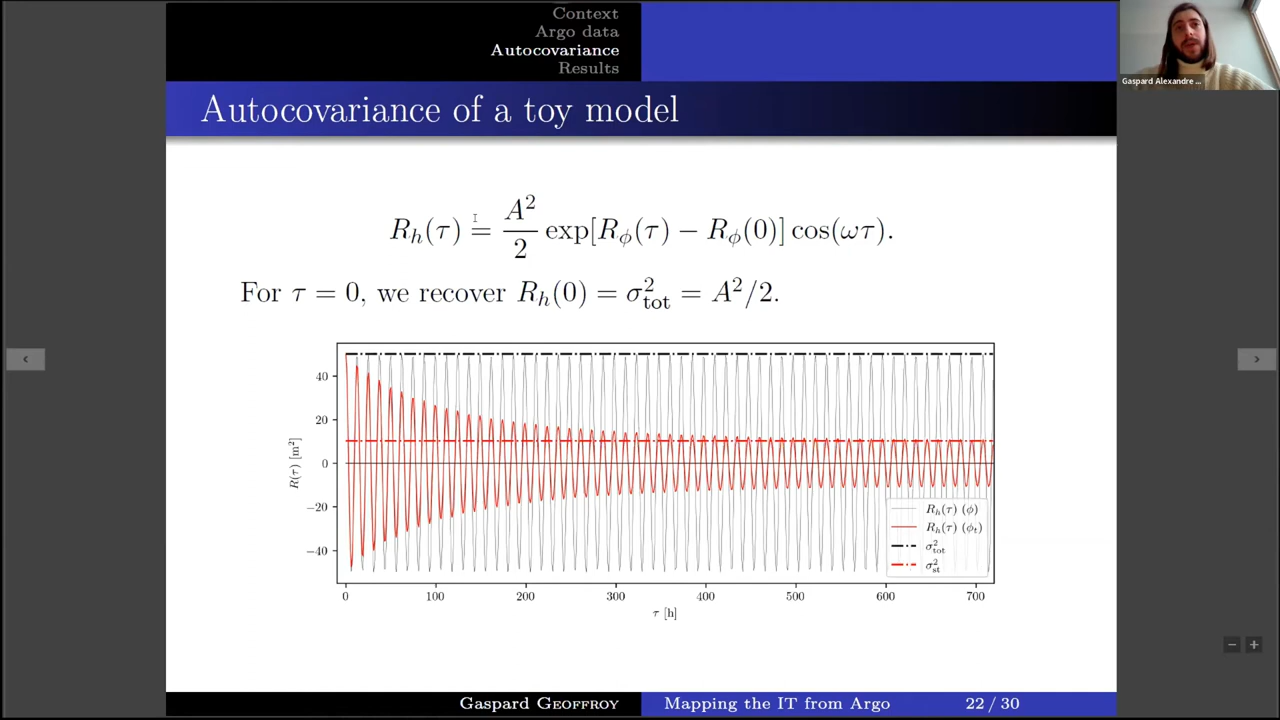 Context
Argo data
Autocovariance
Results
Gaspard Alexandre ...
Autocovariance of a toy model
R_h(τ) = A²/2 exp[R_ϕ(τ) − R_ϕ(0)] cos(ωτ).
For τ = 0, we recover R_h(0) = σ²_tot = A²/2.
40
20
0
−20
−40
R(τ) [m²]
R_h(τ) (ϕ)
R_h(τ) (ϕ_t)
σ²_tot
σ²_st
0 100 200 300 400 500 600 700
τ [h]
Gaspard Geoffroy Mapping the IT from Argo 22 / 30